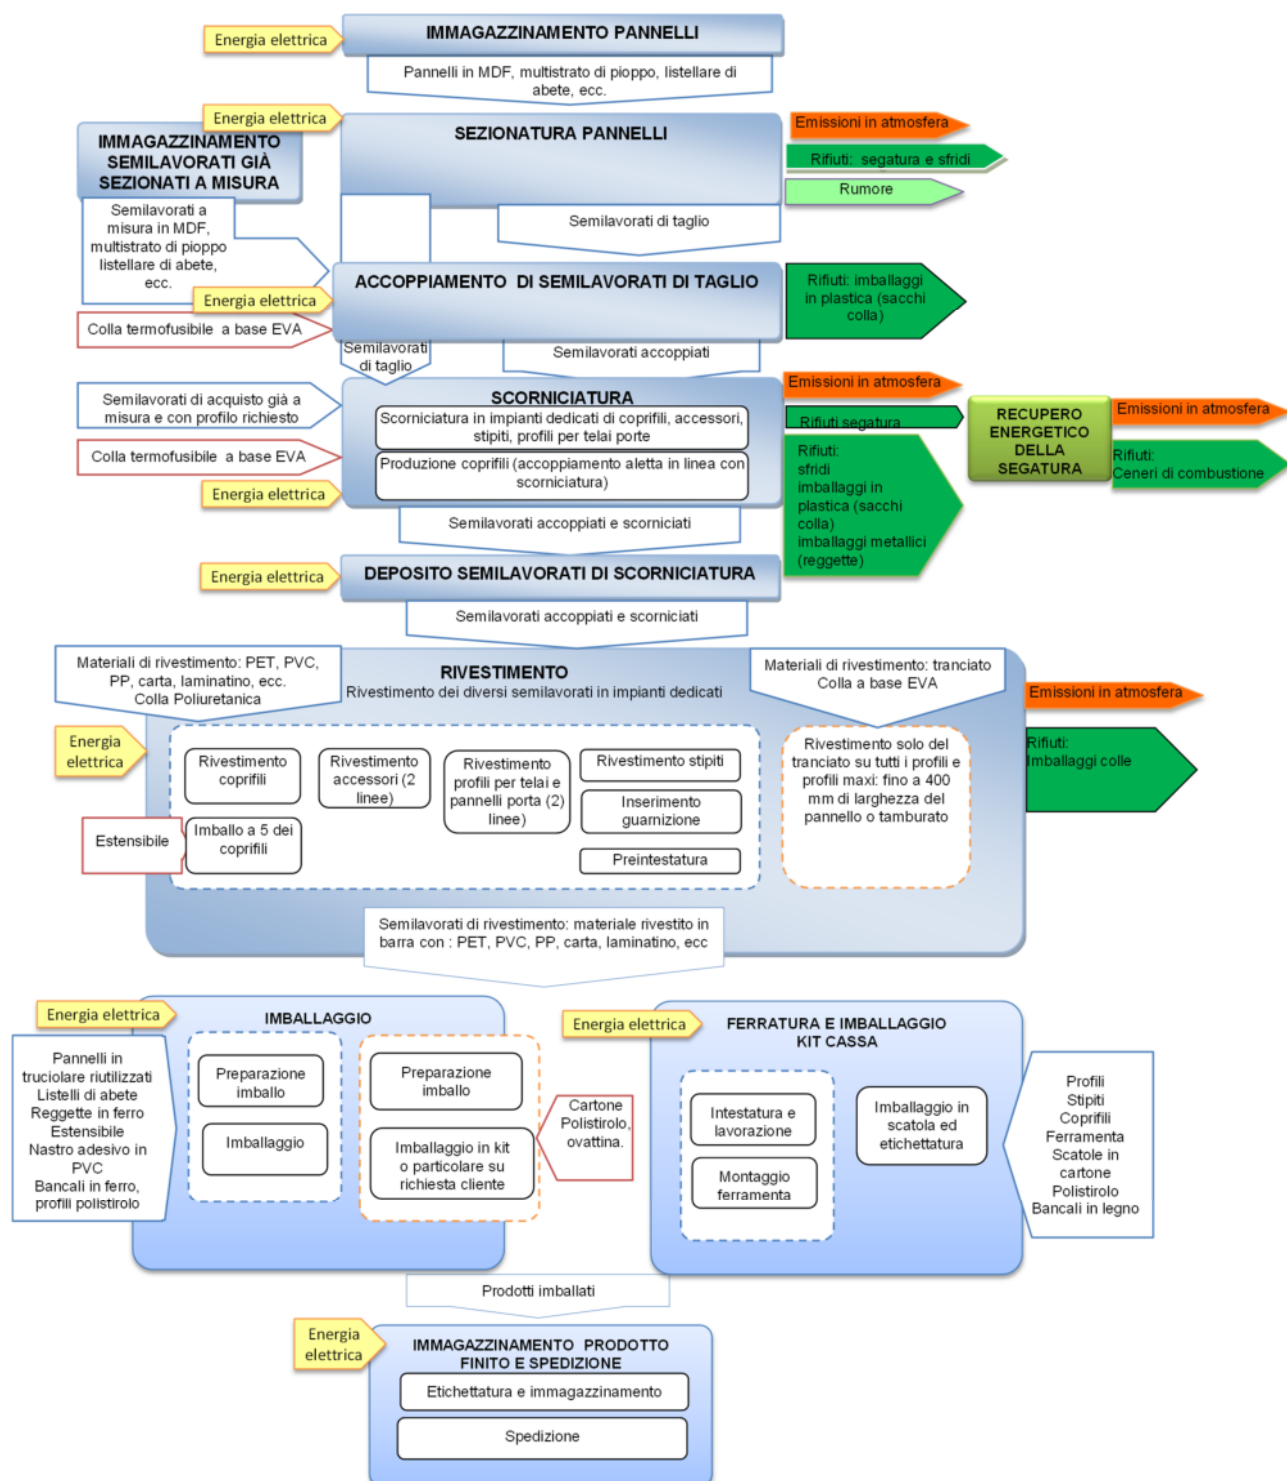 Energia elettrica
IMMAGAZZINAMENTO PANNELLI
Pannelli in MDF, multistrato di pioppo, listellare di
abete, ecc.
Energia elettrica
SEZIONATURA PANNELLI
Emissioni in atmosfera
Rifiuti: segatura e sfridi
Rumore
IMMAGAZZINAMENTO
SEMILAVORATI GIÀ
SEZIONATI A MISURA
Semilavorati a
misura in MDF,
multistrato di pioppo
listellare di abete,
ecc.
Semilavorati di taglio
Energia elettrica
ACCOPPIAMENTO DI SEMILAVORATI DI TAGLIO
Rifiuti: imballaggi
in plastica (sacchi
colla)
Colla termofusibile a base EVA
Semilavorati
di taglio
Semilavorati accoppiati
Semilavorati di acquisto già a
misura e con profilo richiesto
Colla termofusibile a base EVA
Energia elettrica
SCORNICIATURA
Scorniciatura in impianti dedicati di coprifili, accessori,
stipiti, profili per telai porte
Produzione coprifili (accoppiamento aletta in linea con
scorniciatura)
Emissioni in atmosfera
Rifiuti segatura
Rifiuti:
sfridi
imballaggi in
plastica (sacchi
colla)
imballaggi metallici
(reggette)
RECUPERO
ENERGETICO
DELLA
SEGATURA
Emissioni in atmosfera
Rifiuti:
Ceneri di combustione
Semilavorati accoppiati e scorniciati
Energia elettrica
DEPOSITO SEMILAVORATI DI SCORNICIATURA
Semilavorati accoppiati e scorniciati
Materiali di rivestimento: PET, PVC,
PP, carta, laminatino, ecc.
Colla Poliuretanica
RIVESTIMENTO
Rivestimento dei diversi semilavorati in impianti dedicati
Materiali di rivestimento: tranciato
Colla a base EVA
Emissioni in atmosfera
Rifiuti:
Imballaggi colle
Energia
elettrica
Rivestimento
coprifili
Rivestimento
accessori (2
linee)
Rivestimento
profili per telai e
pannelli porta (2)
linee)
Rivestimento stipiti
Inserimento
guarnizione
Preintestatura
Rivestimento solo del
tranciato su tutti i profili e
profili maxi: fino a 400
mm di larghezza del
pannello o tamburato
Estensibile
Imballo a 5 dei
coprifili
Semilavorati di rivestimento: materiale rivestito in
barra con : PET, PVC, PP, carta, laminatino, ecc
Energia elettrica
IMBALLAGGIO
Pannelli in
truciolare riutilizzati
Listelli di abete
Reggette in ferro
Estensibile
Nastro adesivo in
PVC
Bancali in ferro,
profili polistirolo
Preparazione
imballo
Imballaggio
Preparazione
imballo
Imballaggio in kit
o particolare su
richiesta cliente
Cartone
Polistirolo,
ovattina.
Energia elettrica
FERRATURA E IMBALLAGGIO
KIT CASSA
Intestatura e
lavorazione
Montaggio
ferramenta
Imballaggio in
scatola ed
etichettatura
Profili
Stipiti
Coprifili
Ferramenta
Scatole in
cartone
Polistirolo
Bancali in legno
Prodotti imballati
Energia
elettrica
IMMAGAZZINAMENTO PRODOTTO
FINITO E SPEDIZIONE
Etichettatura e immagazzinamento
Spedizione